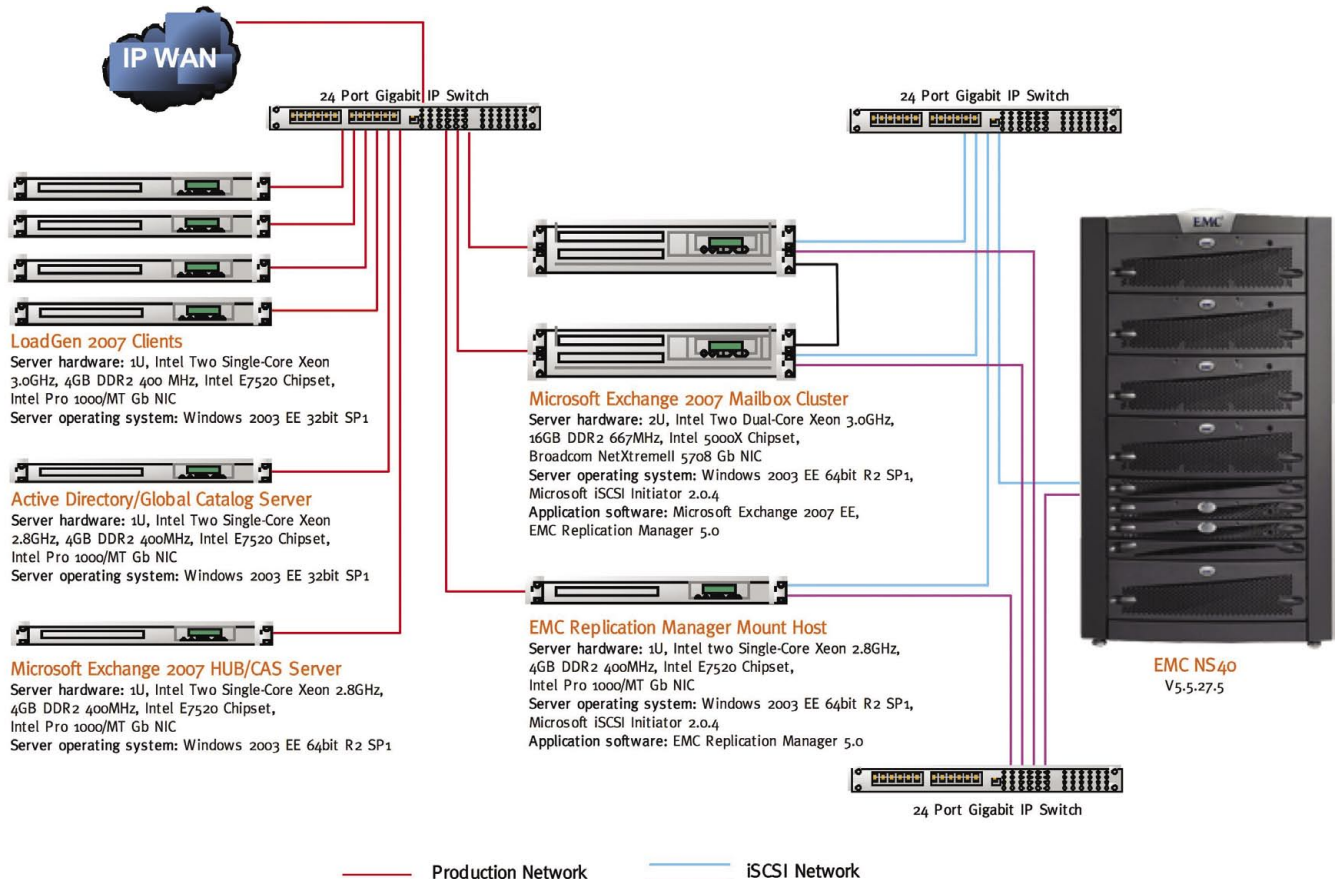 IP WAN
24 Port Gigabit IP Switch
24 Port Gigabit IP Switch
EMC
LoadGen 2007 Clients
Server hardware: 1U, Intel Two Single-Core Xeon
3.0GHz, 4GB DDR2 400 MHz, Intel E7520 Chipset,
Intel Pro 1000/MT Gb NIC
Server operating system: Windows 2003 EE 32bit SP1
Active Directory/Global Catalog Server
Server hardware: 1U, Intel Two Single-Core Xeon
2.8GHz, 4GB DDR2 400MHz, Intel E7520 Chipset,
Intel Pro 1000/MT Gb NIC
Server operating system: Windows 2003 EE 32bit SP1
Microsoft Exchange 2007 HUB/CAS Server
Server hardware: 1U, Intel Two Single-Core Xeon 2.8GHz,
4GB DDR2 400MHz, Intel E7520 Chipset,
Intel Pro 1000/MT Gb NIC
Server operating system: Windows 2003 EE 64bit R2 SP1
Microsoft Exchange 2007 Mailbox Cluster
Server hardware: 2U, Intel Two Dual-Core Xeon 3.0GHz,
16GB DDR2 667MHz, Intel 5000X Chipset,
Broadcom NetXtremeII 5708 Gb NIC
Server operating system: Windows 2003 EE 64bit R2 SP1,
Microsoft iSCSI Initiator 2.0.4
Application software: Microsoft Exchange 2007 EE,
EMC Replication Manager 5.0
EMC Replication Manager Mount Host
Server hardware: 1U, Intel two Single-Core Xeon 2.8GHz,
4GB DDR2 400MHz, Intel E7520 Chipset,
Intel Pro 1000/MT Gb NIC
Server operating system: Windows 2003 EE 64bit R2 SP1,
Microsoft iSCSI Initiator 2.0.4
Application software: EMC Replication Manager 5.0
EMC NS40
V5.5.27.5
24 Port Gigabit IP Switch
Production Network
iSCSI Network